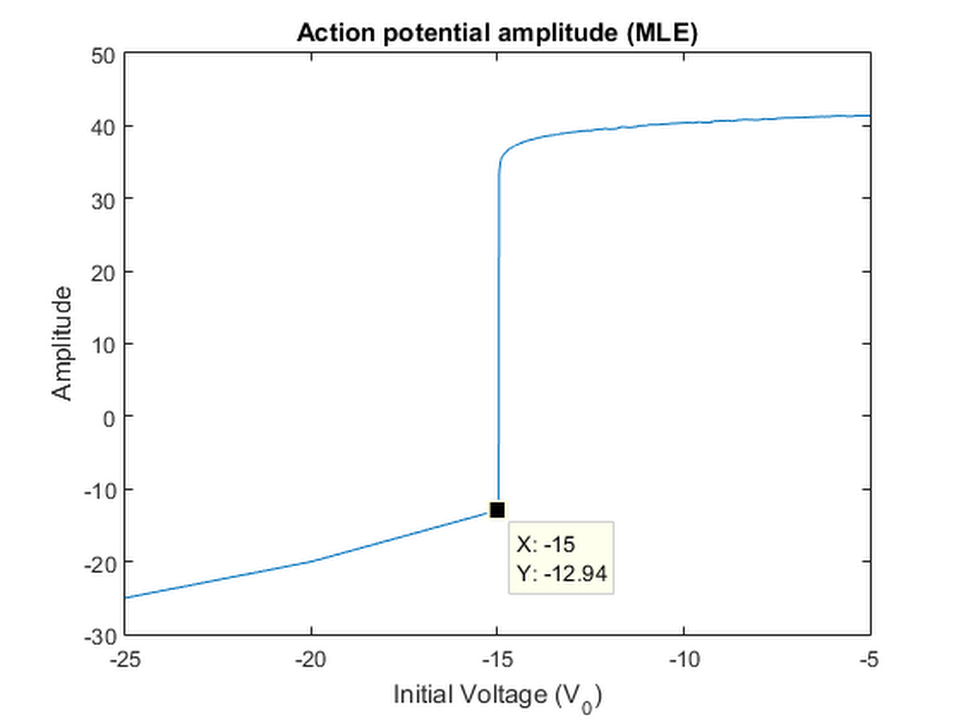 Action potential amplitude (MLE)
50
40
30
20
10
0
-10
-20
-30
Amplitude
X: -15
Y: -12.94
-25 -20 -15 -10 -5
Initial Voltage (V₀)